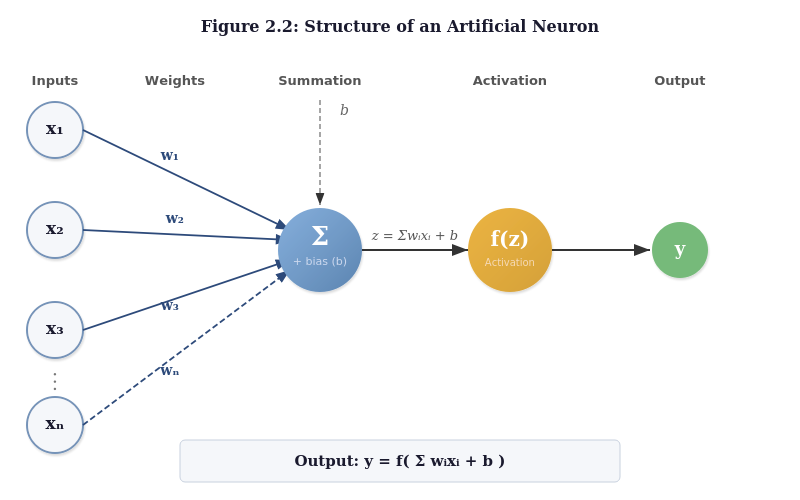 Figure 2.2: Structure of an Artificial Neuron
Inputs Weights Summation Activation Output
b
x₁
w₁
w₂
x₂
Σ
+ bias (b)
z = Σwᵢxᵢ + b
f(z)
Activation
y
w₃
x₃
⋮
wₙ
xₙ
Output: y = f( Σ wᵢxᵢ + b )